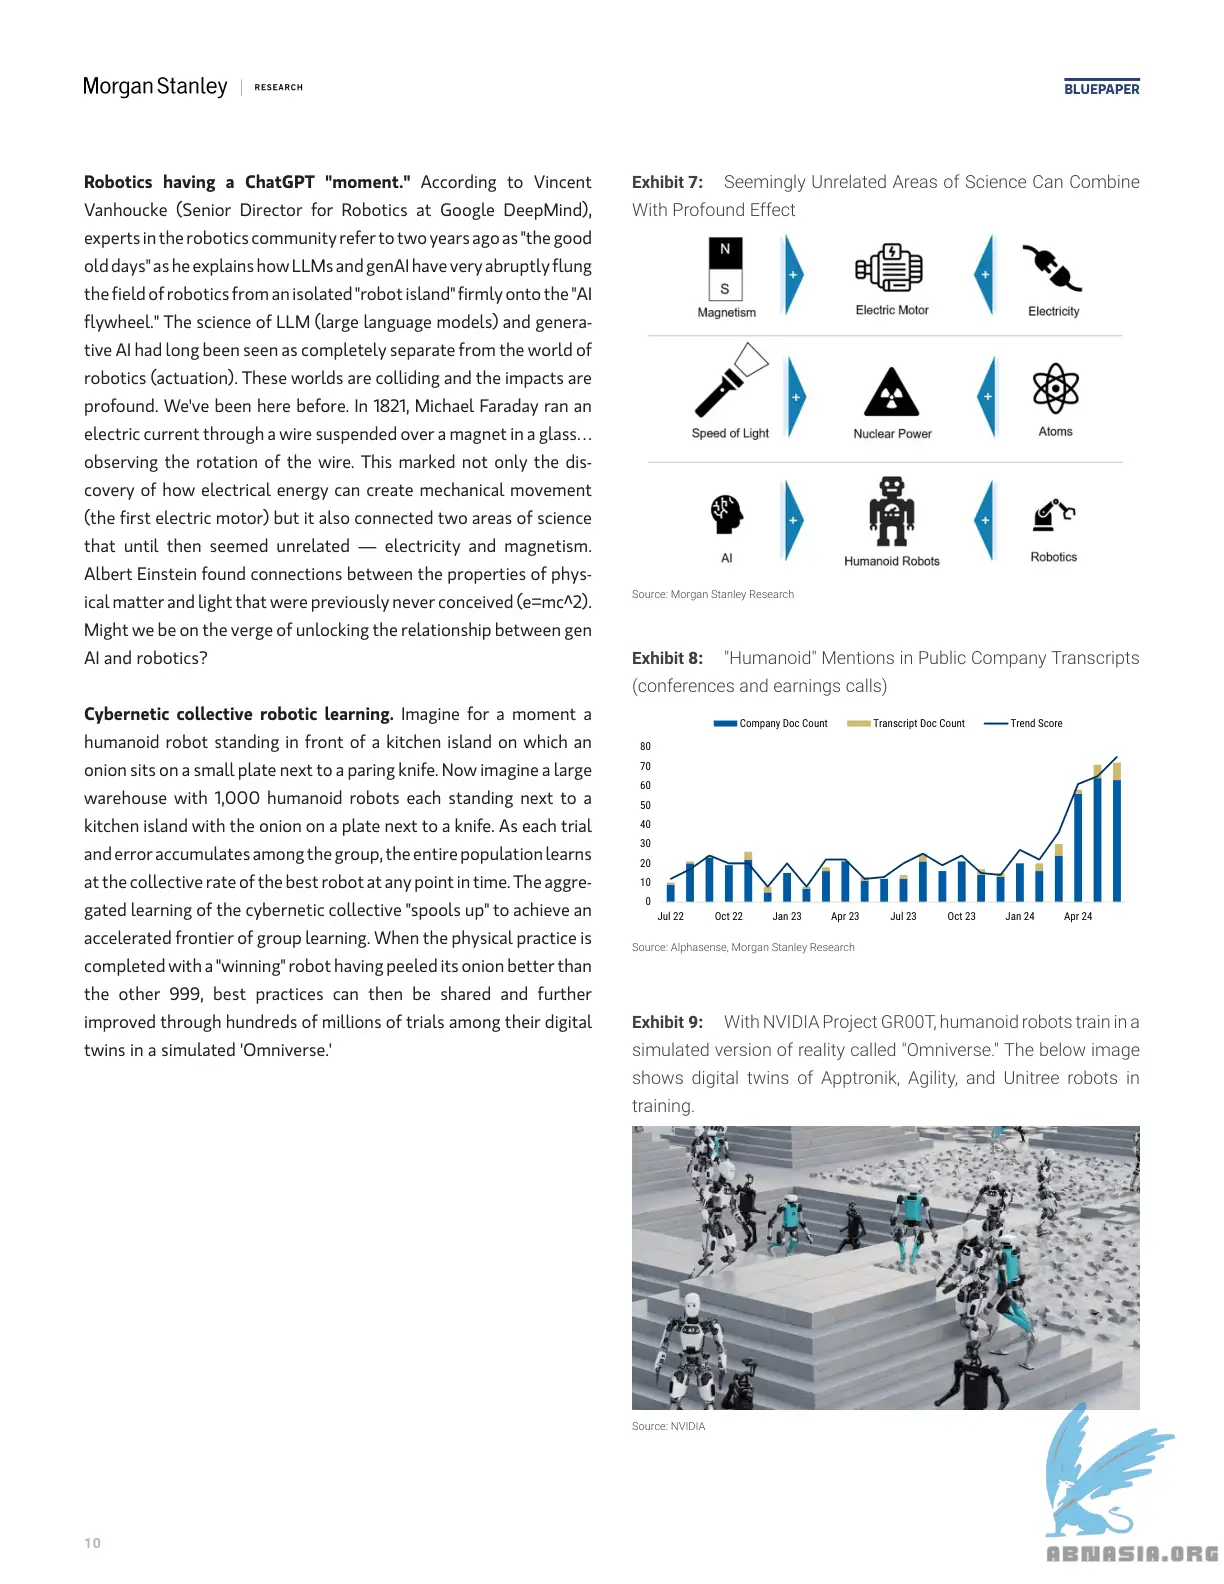 Morgan Stanley | RESEARCH
BLUEPAPER
Robotics having a ChatGPT "moment." According to Vincent
Vanhoucke (Senior Director for Robotics at Google DeepMind),
experts in the robotics community refer to two years ago as "the good
old days" as he explains how LLMs and genAI have very abruptly flung
the field of robotics from an isolated "robot island" firmly onto the "AI
flywheel." The science of LLM (large language models) and genera-
tive AI had long been seen as completely separate from the world of
robotics (actuation). These worlds are colliding and the impacts are
profound. We've been here before. In 1821, Michael Faraday ran an
electric current through a wire suspended over a magnet in a glass…
observing the rotation of the wire. This marked not only the dis-
covery of how electrical energy can create mechanical movement
(the first electric motor) but it also connected two areas of science
that until then seemed unrelated — electricity and magnetism.
Albert Einstein found connections between the properties of phys-
ical matter and light that were previously never conceived (e=mc^2).
Might we be on the verge of unlocking the relationship between gen
AI and robotics?
Cybernetic collective robotic learning. Imagine for a moment a
humanoid robot standing in front of a kitchen island on which an
onion sits on a small plate next to a paring knife. Now imagine a large
warehouse with 1,000 humanoid robots each standing next to a
kitchen island with the onion on a plate next to a knife. As each trial
and error accumulates among the group, the entire population learns
at the collective rate of the best robot at any point in time. The aggre-
gated learning of the cybernetic collective "spools up" to achieve an
accelerated frontier of group learning. When the physical practice is
completed with a "winning" robot having peeled its onion better than
the other 999, best practices can then be shared and further
improved through hundreds of millions of trials among their digital
twins in a simulated 'Omniverse.'
Exhibit 7: Seemingly Unrelated Areas of Science Can Combine
With Profound Effect
N
S
+ +
Magnetism Electric Motor Electricity
+ +
Speed of Light Nuclear Power Atoms
+ +
AI Humanoid Robots Robotics
Source: Morgan Stanley Research
Exhibit 8: "Humanoid" Mentions in Public Company Transcripts
(conferences and earnings calls)
Company Doc Count Transcript Doc Count Trend Score
80
70
60
50
40
30
20
10
0
Jul 22 Oct 22 Jan 23 Apr 23 Jul 23 Oct 23 Jan 24 Apr 24
Source: Alphasense, Morgan Stanley Research
Exhibit 9: With NVIDIA Project GR00T, humanoid robots train in a
simulated version of reality called "Omniverse." The below image
shows digital twins of Apptronik, Agility, and Unitree robots in
training.
Source: NVIDIA
10
ABNASIA.ORG